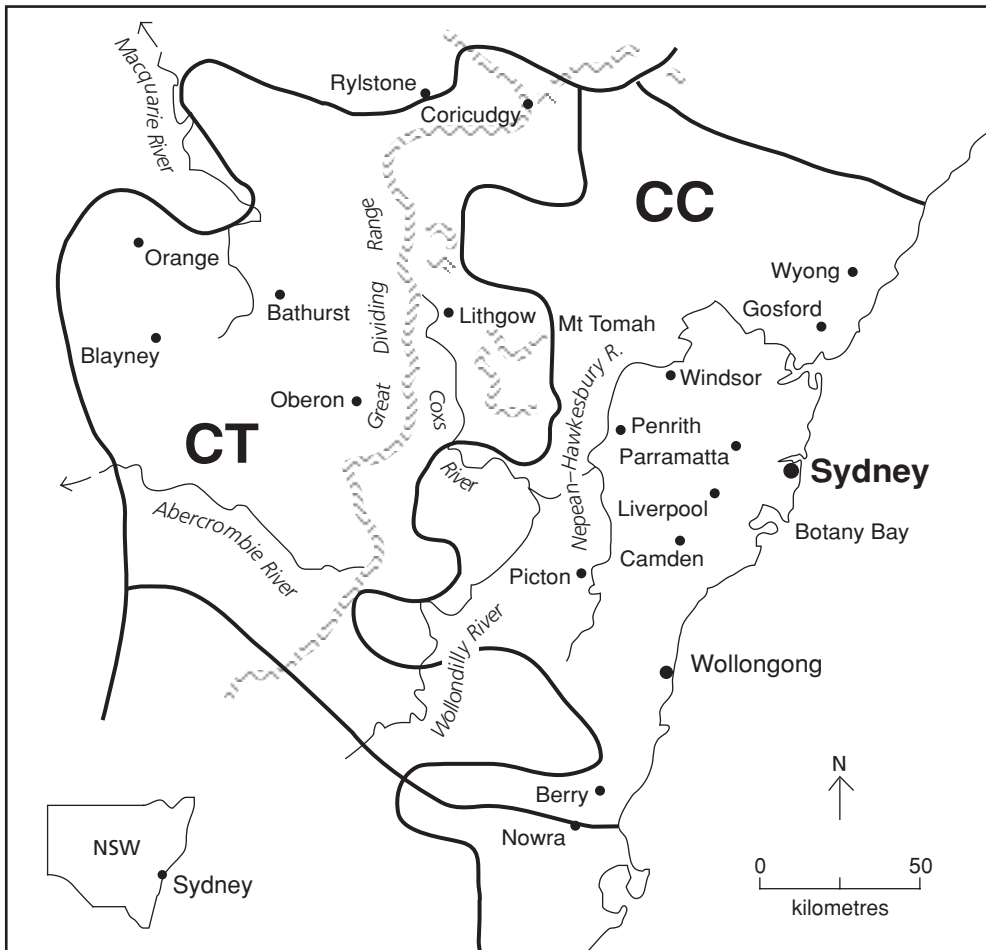 Macquarie River
Rylstone
Coricudgy
CC
Orange
Wyong
Great Dividing Range
Bathurst
Lithgow
Mt Tomah
Gosford
Blayney
Oberon
Coxs River
Windsor
CT
Penrith
Nepean–Hawkesbury R.
Parramatta
Sydney
Abercrombie River
Liverpool
Botany Bay
Camden
Picton
Wollondilly River
Wollongong
N
Berry
Nowra
NSW
Sydney
0 50
kilometres